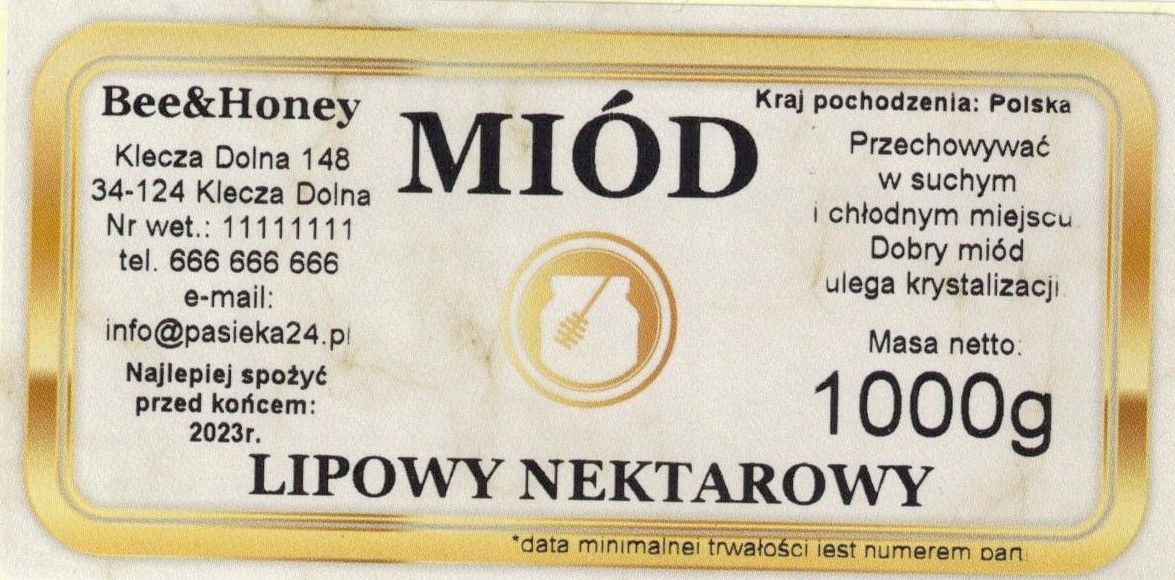 Bee&Honey
Klecza Dolna 148
34-124 Klecza Dolna
Nr wet.: 11111111
tel. 666 666 666
e-mail:
info@pasieka24.pl
Najlepiej spożyć
przed końcem:
2023r.
MIÓD
Kraj pochodzenia: Polska
Przechowywać
w suchym
i chłodnym miejscu.
Dobry miód
ulega krystalizacji.
Masa netto:
1000g
LIPOWY NEKTAROWY
*data minimalnej trwałości jest numerem part.